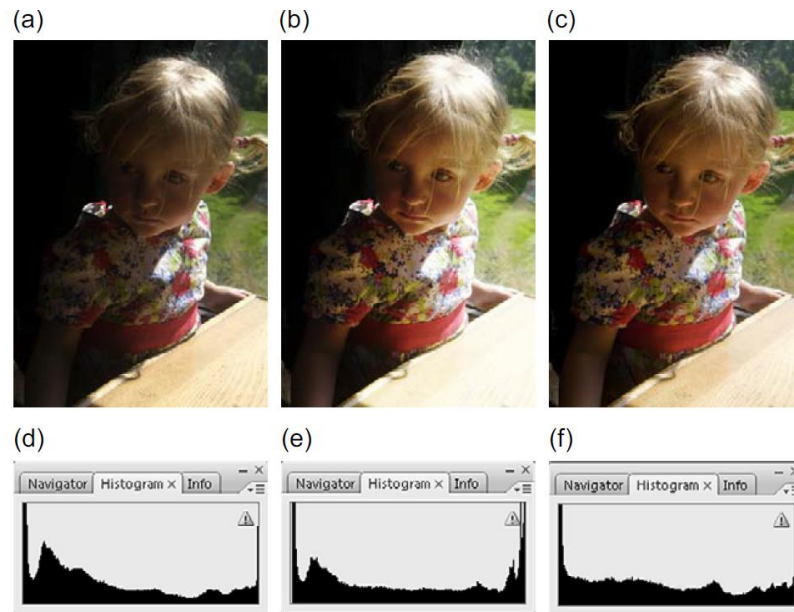 (a)
(b)
(c)
(d)
(e)
(f)
Navigator Histogram × Info
Navigator Histogram × Info
Navigator Histogram × Info